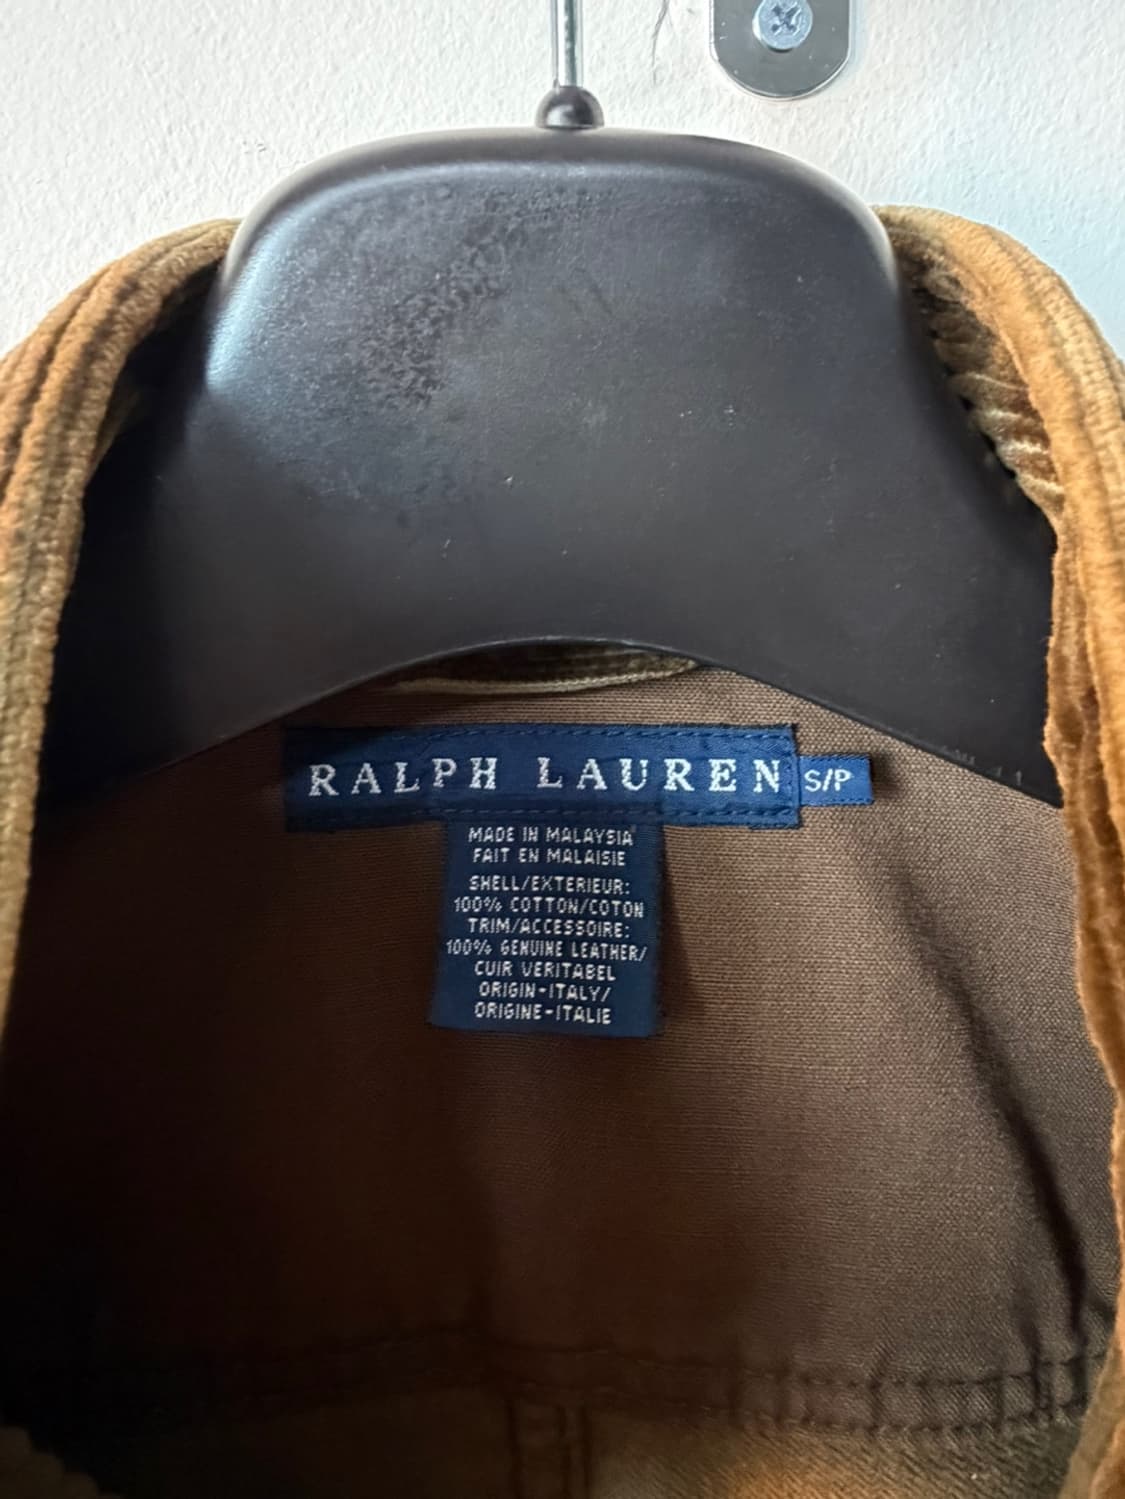 RALPH LAUREN S/P
MADE IN MALAYSIA
FAIT EN MALAISIE
SHELL/EXTERIEUR:
100% COTTON/COTON
TRIM/ACCESSOIRE:
100% GENUINE LEATHER/
CUIR VERITABEL
ORIGIN-ITALY/
ORIGINE-ITALIE